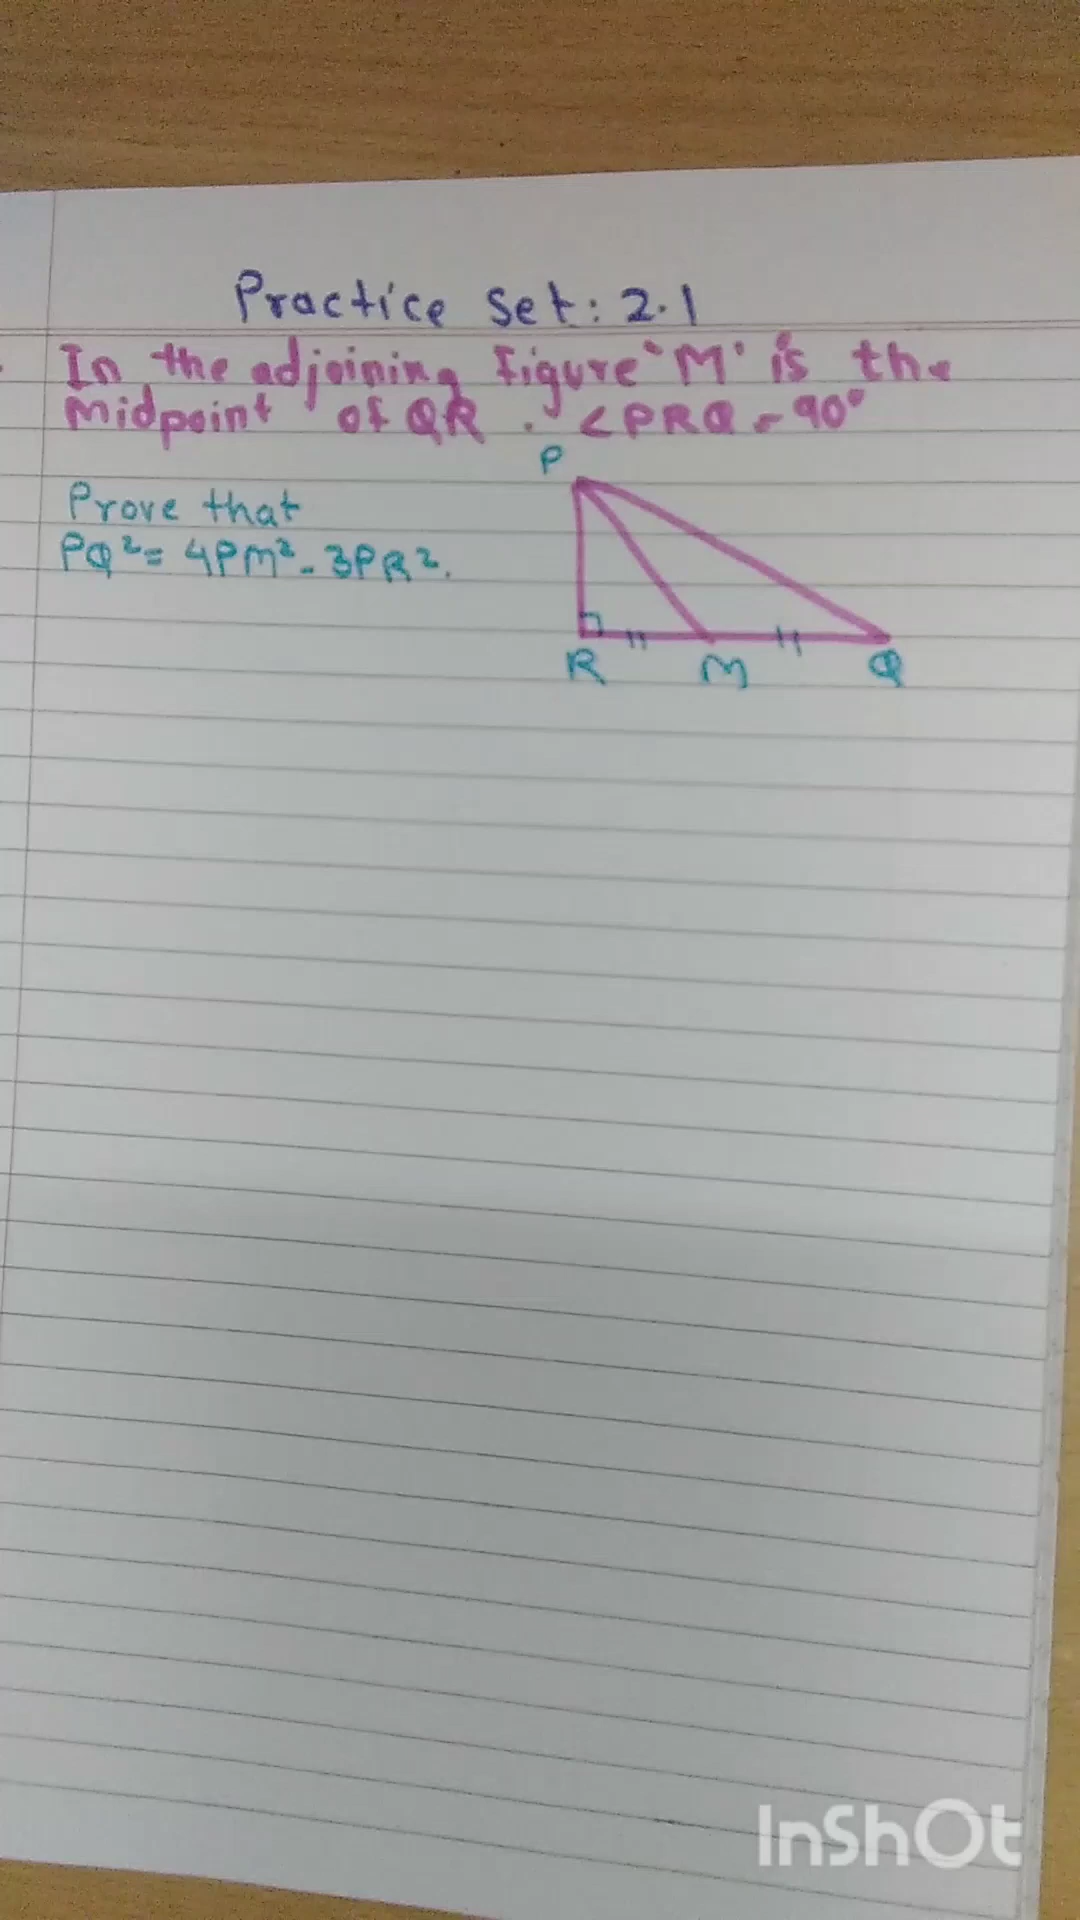 Practice Set: 2.1
In the adjoining figure 'M' is the
midpoint of QR. <PRQ = 90°
P
Prove that
PQ²= 4PM² - 3PR².
R M Q
InShOt